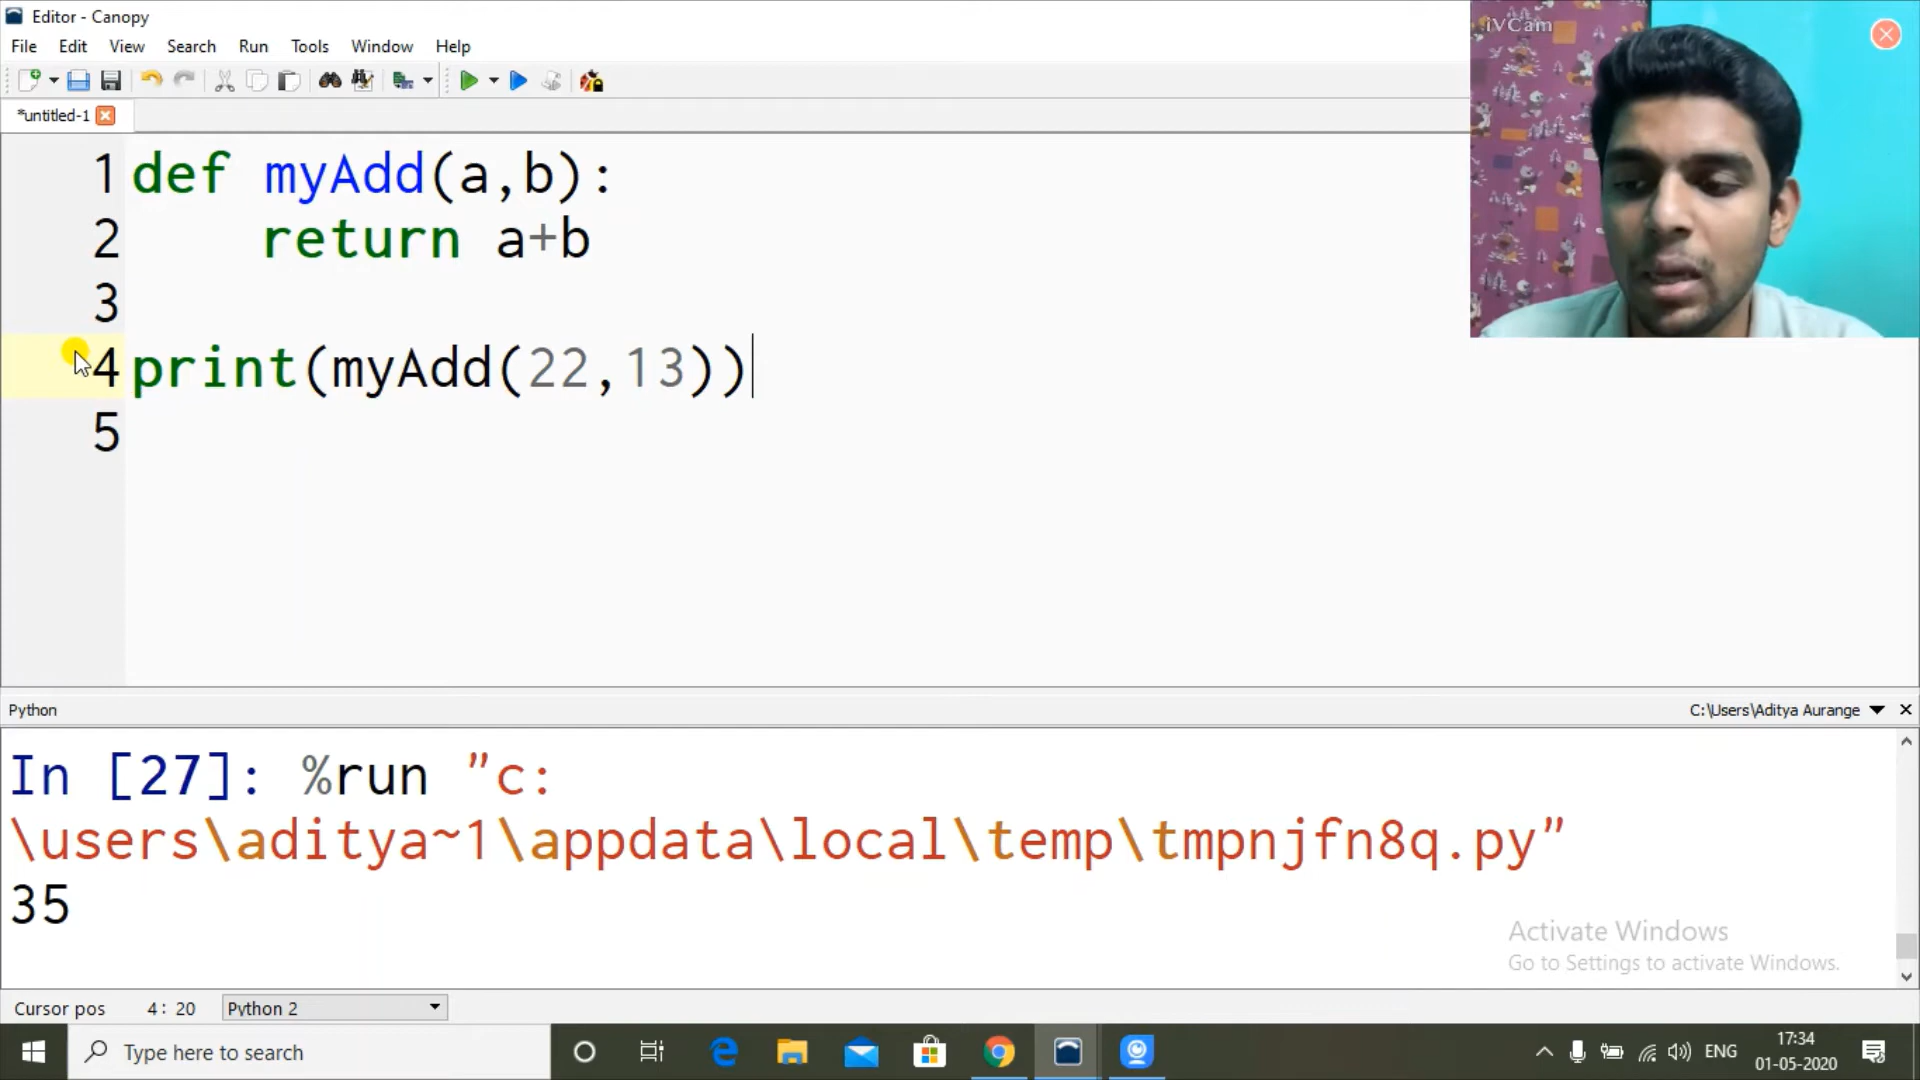 Editor - Canopy
File Edit View Search Run Tools Window Help
*untitled-1
iVCam
1 def myAdd(a,b):
2 return a+b
3
4 print(myAdd(22,13))
5
Python C:\Users\Aditya Aurange
In [27]: %run "c:
\users\aditya~1\appdata\local\temp\tmpnjfn8q.py"
35
Activate Windows
Go to Settings to activate Windows.
Cursor pos 4: 20 Python 2
Type here to search
ENG
17:34
01-05-2020